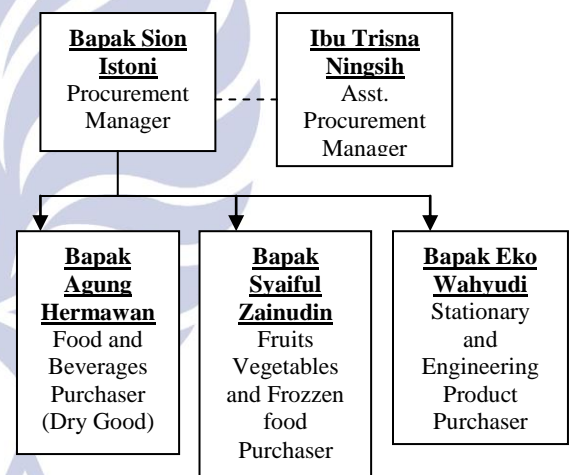 Bapak Sion
Istoni
Procurement
Manager
Ibu Trisna
Ningsih
Asst.
Procurement
Manager
Bapak
Agung
Hermawan
Food and
Beverages
Purchaser
(Dry Good)
Bapak
Syaiful
Zainudin
Fruits
Vegetables
and Frozzen
food
Purchaser
Bapak Eko
Wahyudi
Stationary
and
Engineering
Product
Purchaser